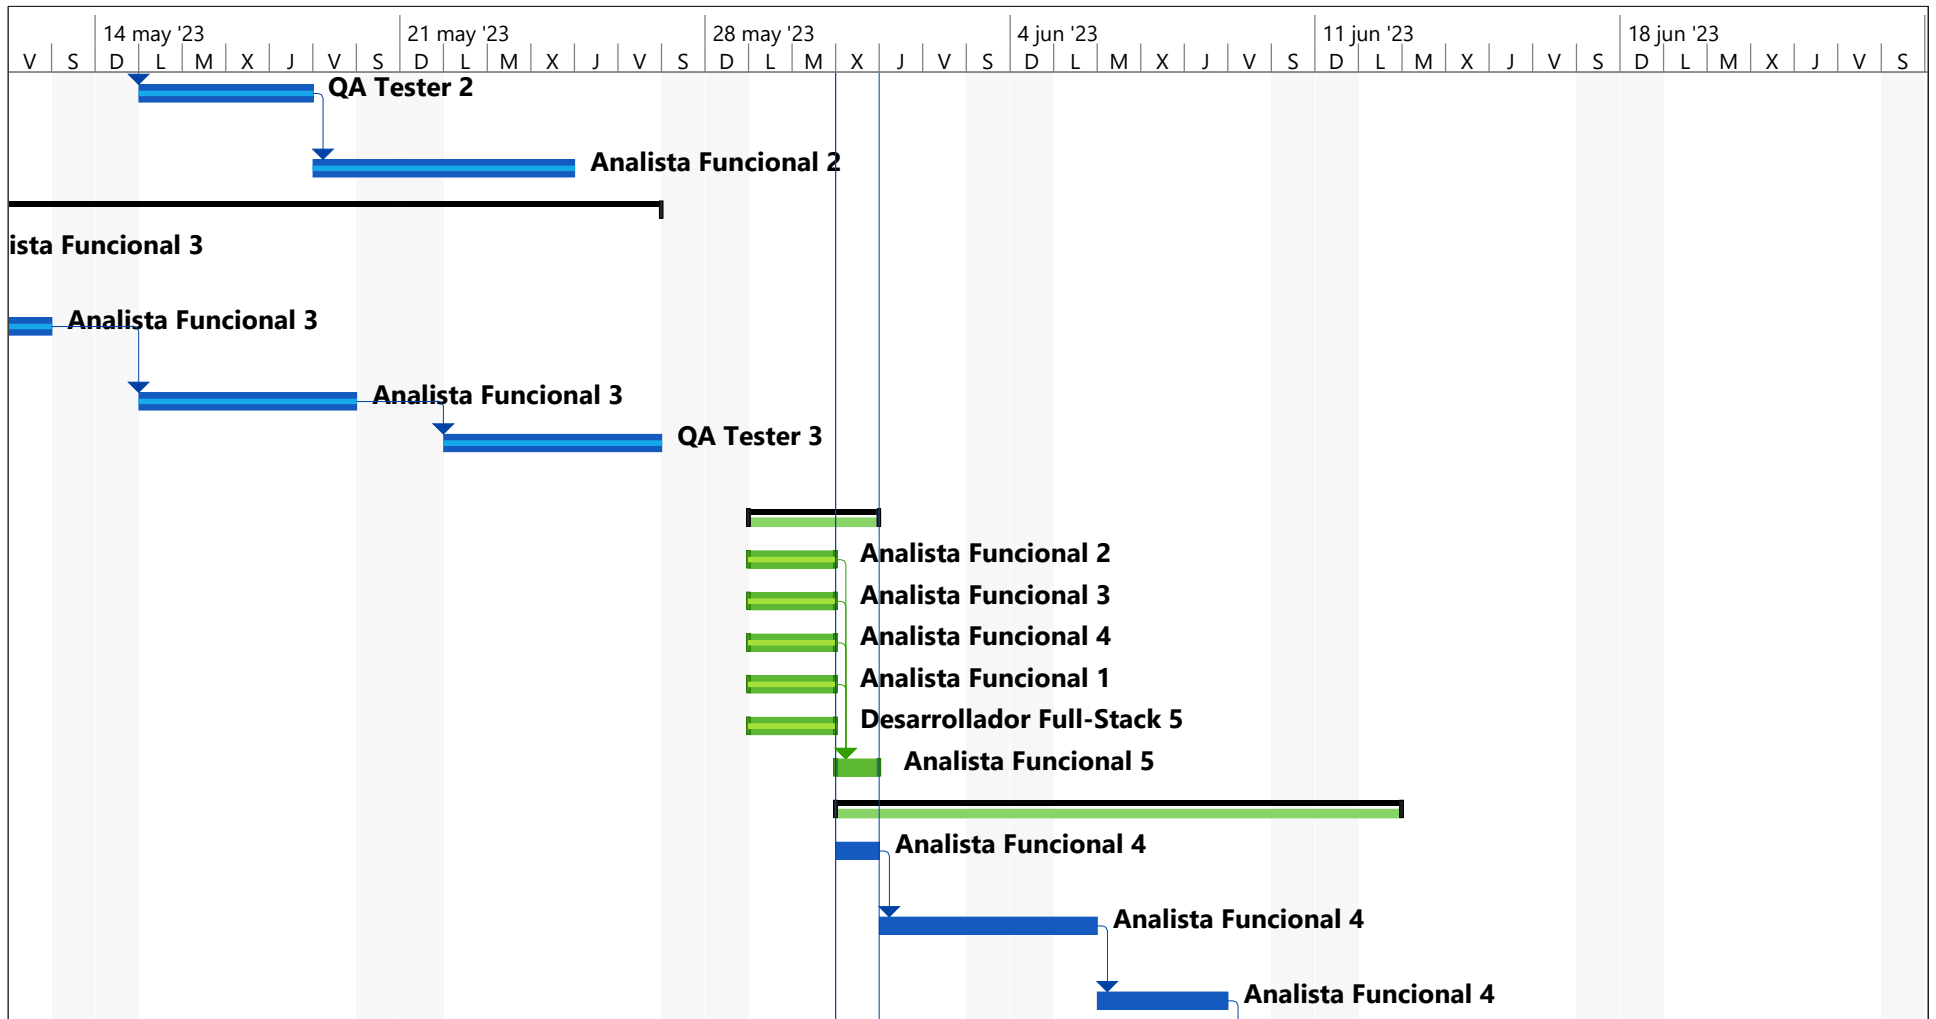 14 may '23 21 may '23 28 may '23 4 jun '23 11 jun '23 18 jun '23
V S D L M X J V S D L M X J V S D L M X J V S D L M X J V S D L M X J V S D L M X J V S
QA Tester 2
Analista Funcional 2
ista Funcional 3
Analista Funcional 3
Analista Funcional 3
QA Tester 3
Analista Funcional 2
Analista Funcional 3
Analista Funcional 4
Analista Funcional 1
Desarrollador Full-Stack 5
Analista Funcional 5
Analista Funcional 4
Analista Funcional 4
Analista Funcional 4